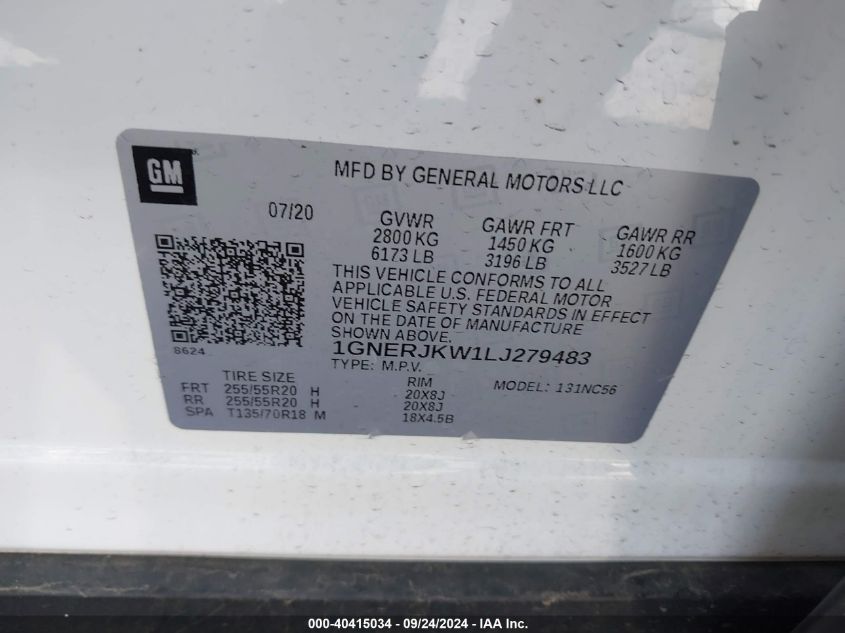 GM
MFD BY GENERAL MOTORS LLC
07/20
GVWR GAWR FRT GAWR RR
2800 KG 1450 KG 1600 KG
6173 LB 3196 LB 3527 LB
THIS VEHICLE CONFORMS TO ALL
APPLICABLE U.S. FEDERAL MOTOR
VEHICLE SAFETY STANDARDS IN EFFECT
ON THE DATE OF MANUFACTURE
SHOWN ABOVE.
8624
1GNERJKW1LJ279483
TYPE: M.P.V.
MODEL: 131NC56
TIRE SIZE RIM
FRT 255/55R20 H 20X8J
RR 255/55R20 H 20X8J
SPA T135/70R18 M 18X4.5B
000-40415034 - 09/24/2024 - IAA Inc.